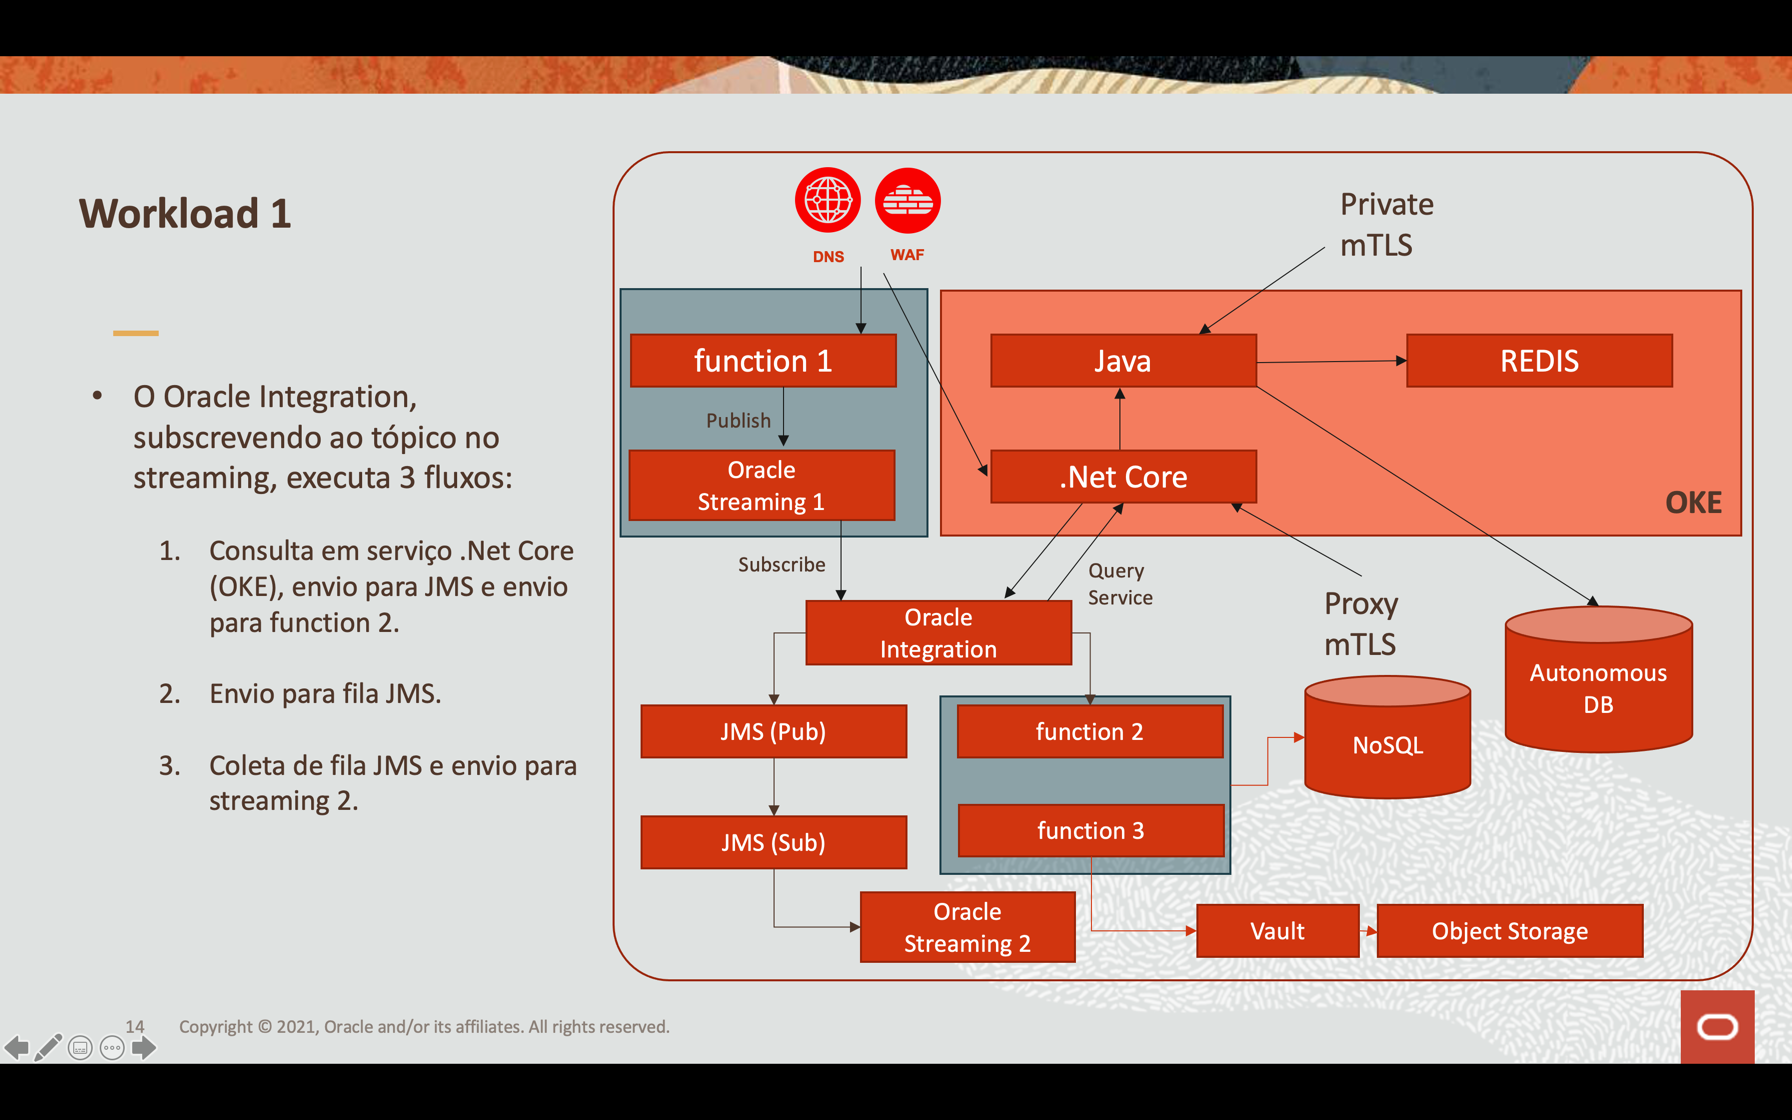 Workload 1
• O Oracle Integration,
subscrevendo ao tópico no
streaming, executa 3 fluxos:
1. Consulta em serviço .Net Core
(OKE), envio para JMS e envio
para function 2.
2. Envio para fila JMS.
3. Coleta de fila JMS e envio para
streaming 2.
DNS
WAF
Private
mTLS
function 1
Java
REDIS
Publish
Oracle
Streaming 1
.Net Core
OKE
Subscribe
Query
Service
Oracle
Integration
Proxy
mTLS
Autonomous
DB
JMS (Pub)
function 2
NoSQL
JMS (Sub)
function 3
Oracle
Streaming 2
Vault
Object Storage
14
Copyright © 2021, Oracle and/or its affiliates. All rights reserved.